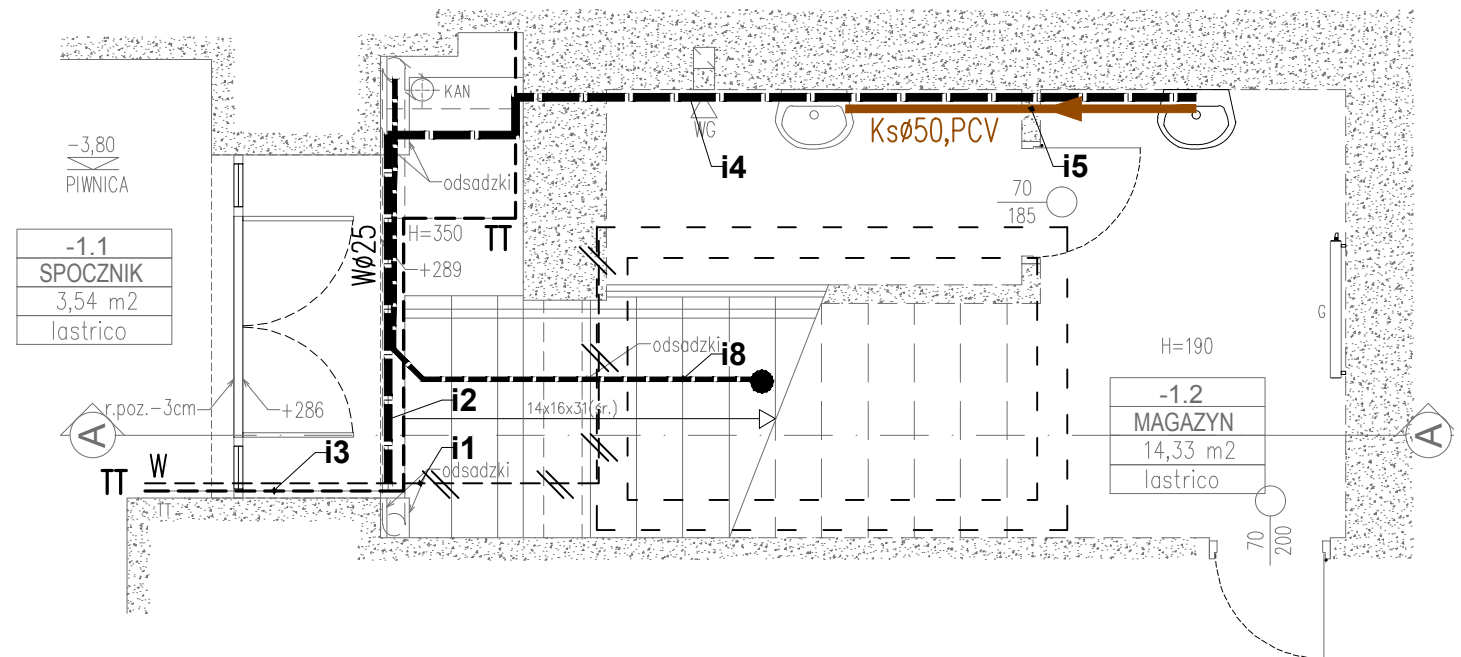 KAN
WG
Ksø50,PCV
i4
i5
-3,80
PIWNICA
odsadzki
70
185
-1.1
SPOCZNIK
3,54 m2
lastrico
Wø25
H=350
TT
+289
G
odsadzki
i8
H=190
r.poz.-3cm
+286
i2
14x16x31(śr.)
-1.2
MAGAZYN
14,33 m2
lastrico
A
A
i3
i1
W
TT
odsadzki
TT
70
200